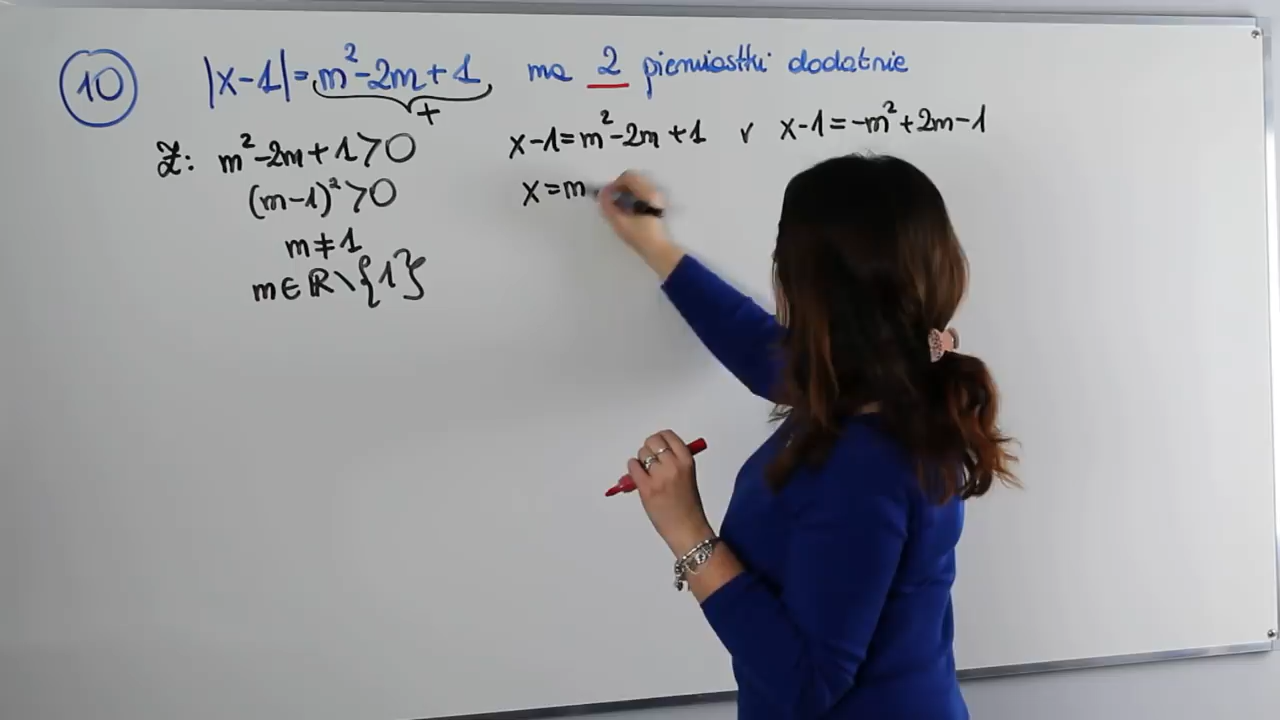 10 |x-1|=m²-2m+1 ma 2 pierwiastki dodatnie
+
Z: m²-2m+1>0
(m-1)²>0
m≠1
m∈ℝ\{1}
x-1=m²-2m+1 v x-1=-m²+2m-1
x=m